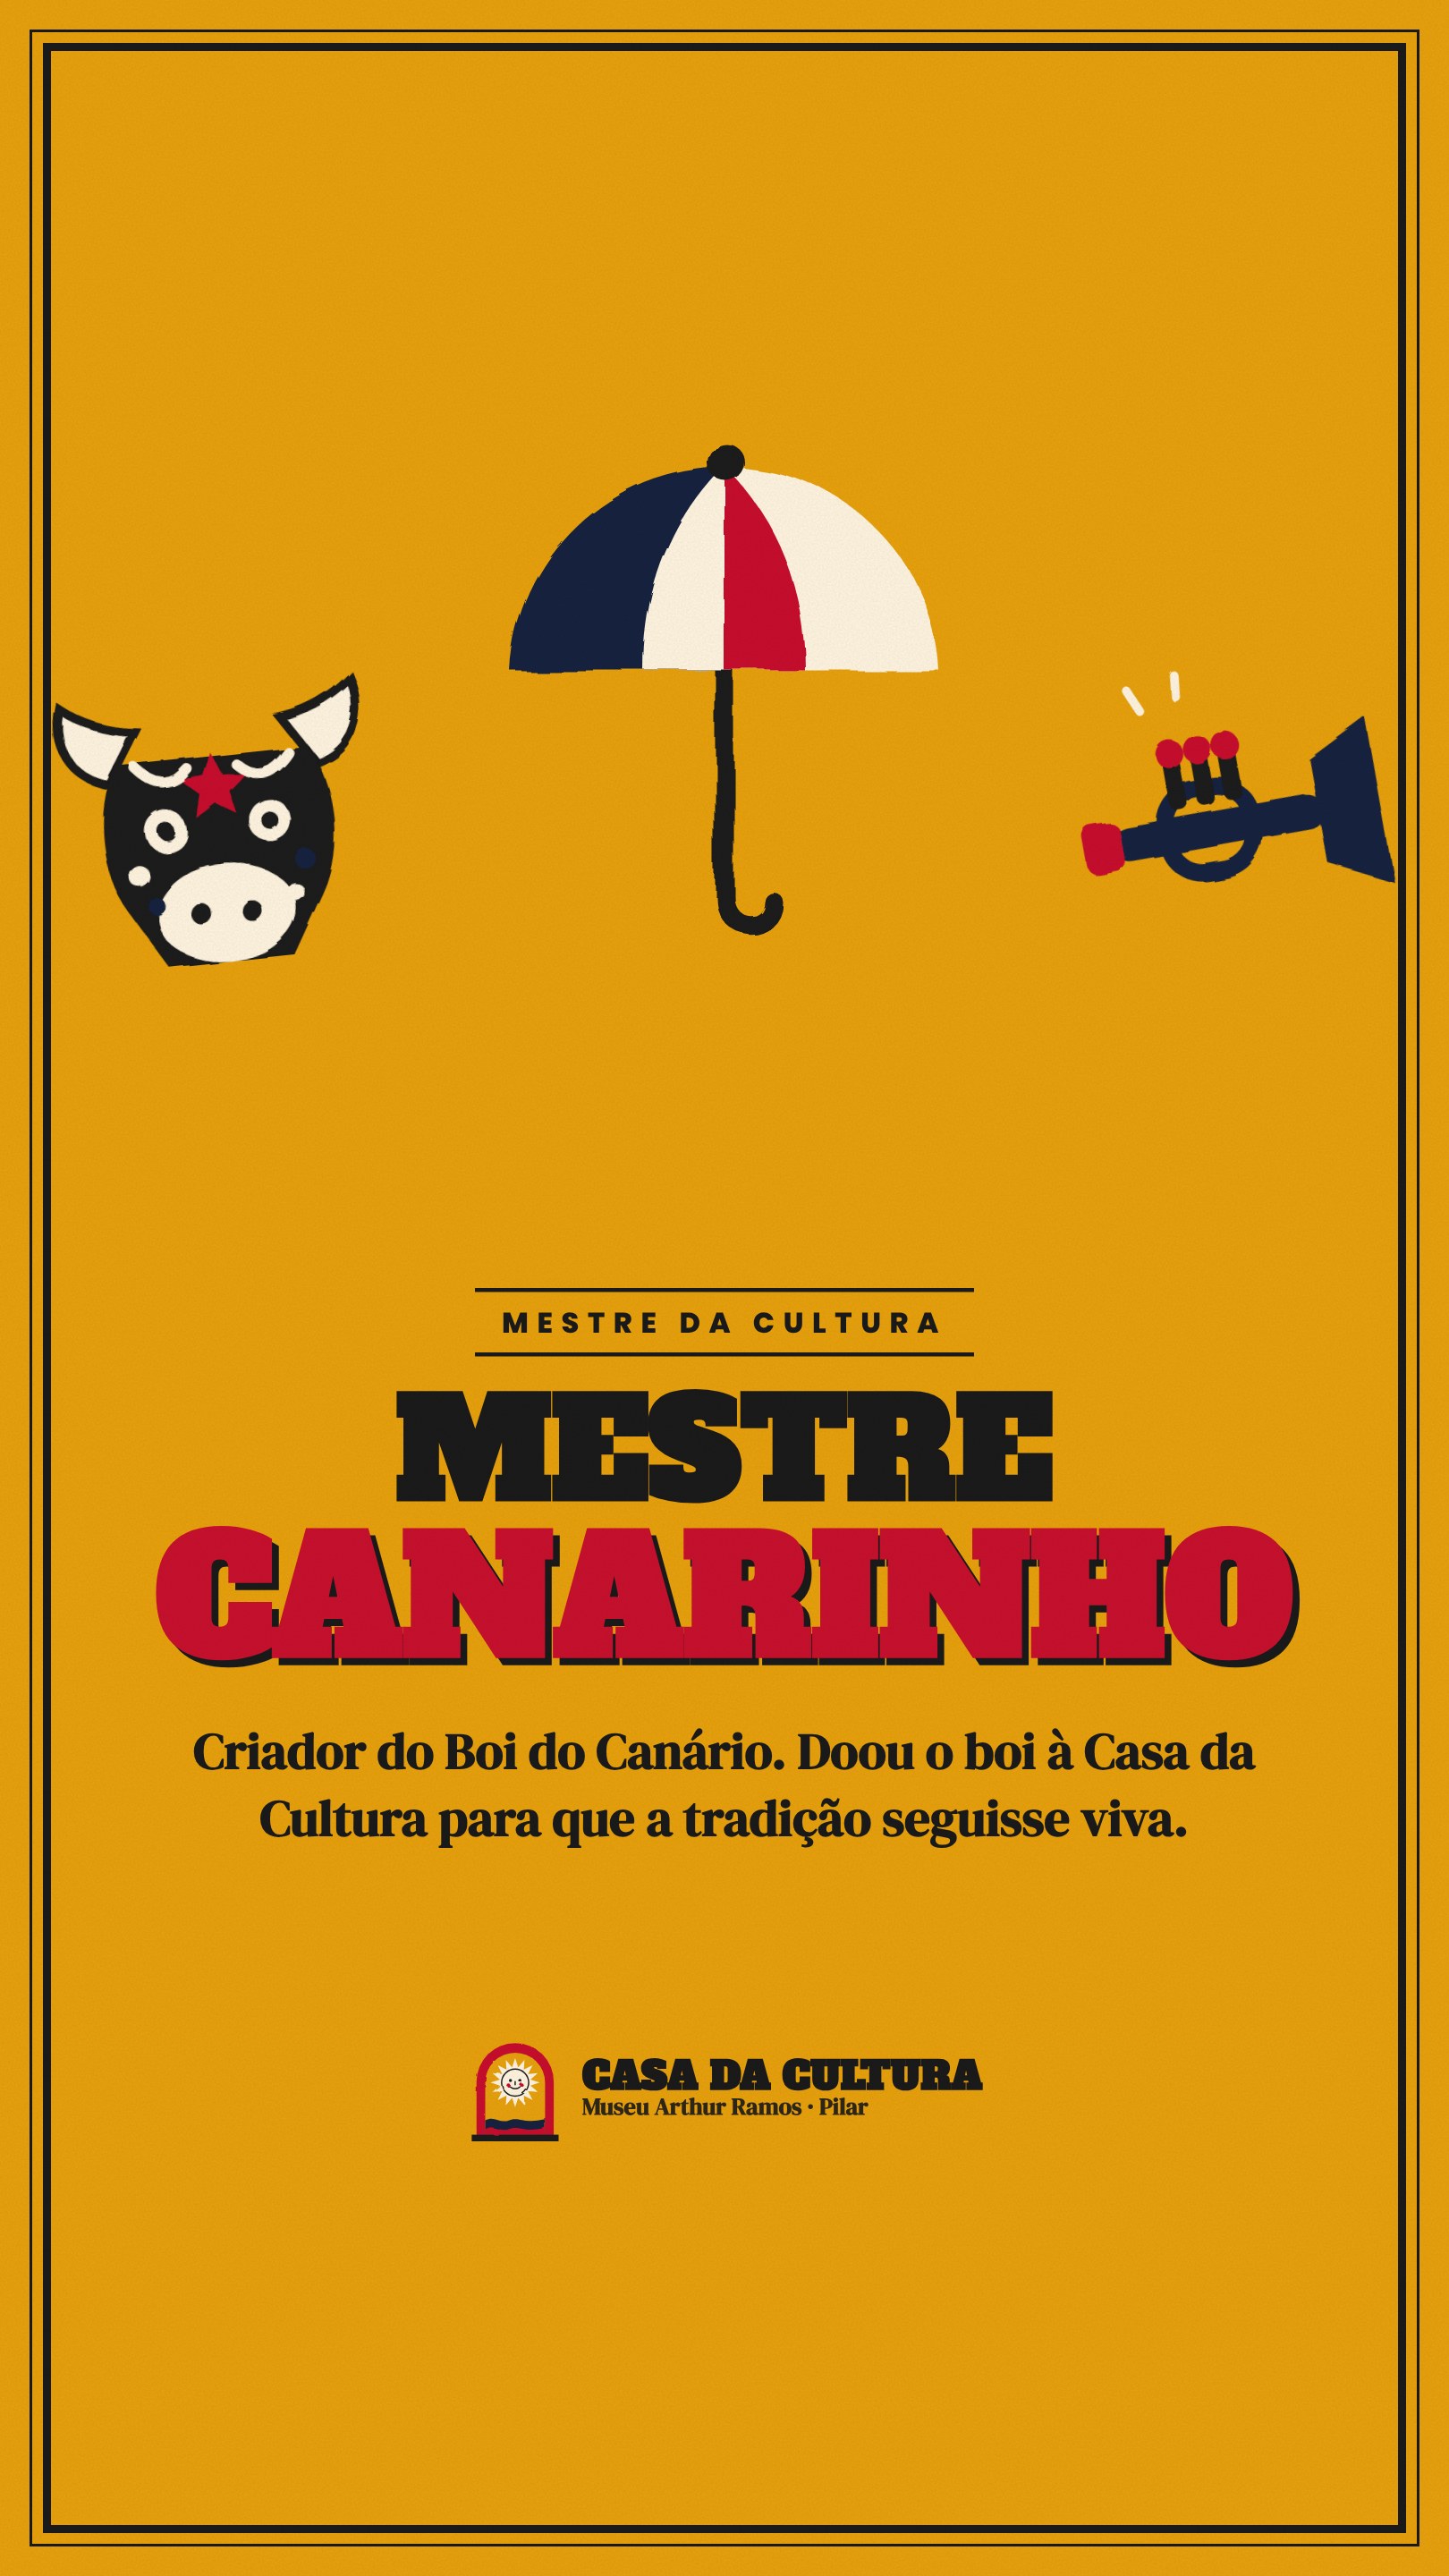 MESTRE DA CULTURA
MESTRE
CANARINHO
Criador do Boi do Canário. Doou o boi à Casa da
Cultura para que a tradição seguisse viva.
CASA DA CULTURA
Museu Arthur Ramos • Pilar